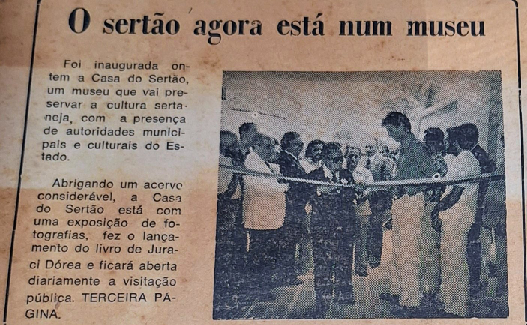 O sertão agora está num museu
Foi inaugurada on-
tem a Casa do Sertão,
um museu que vai pre-
servar a cultura serta-
neja, com a presença
de autoridades munici-
pais e culturais do Es-
tado.
Abrigando um acervo
considerável, a Casa
do Sertão está com
uma exposição de fo-
tografias, fez o lança-
mento do livro de Jura-
ci Dórea e ficará aberta
diariamente a visitação
pública. TERCEIRA PÁ-
GINA.